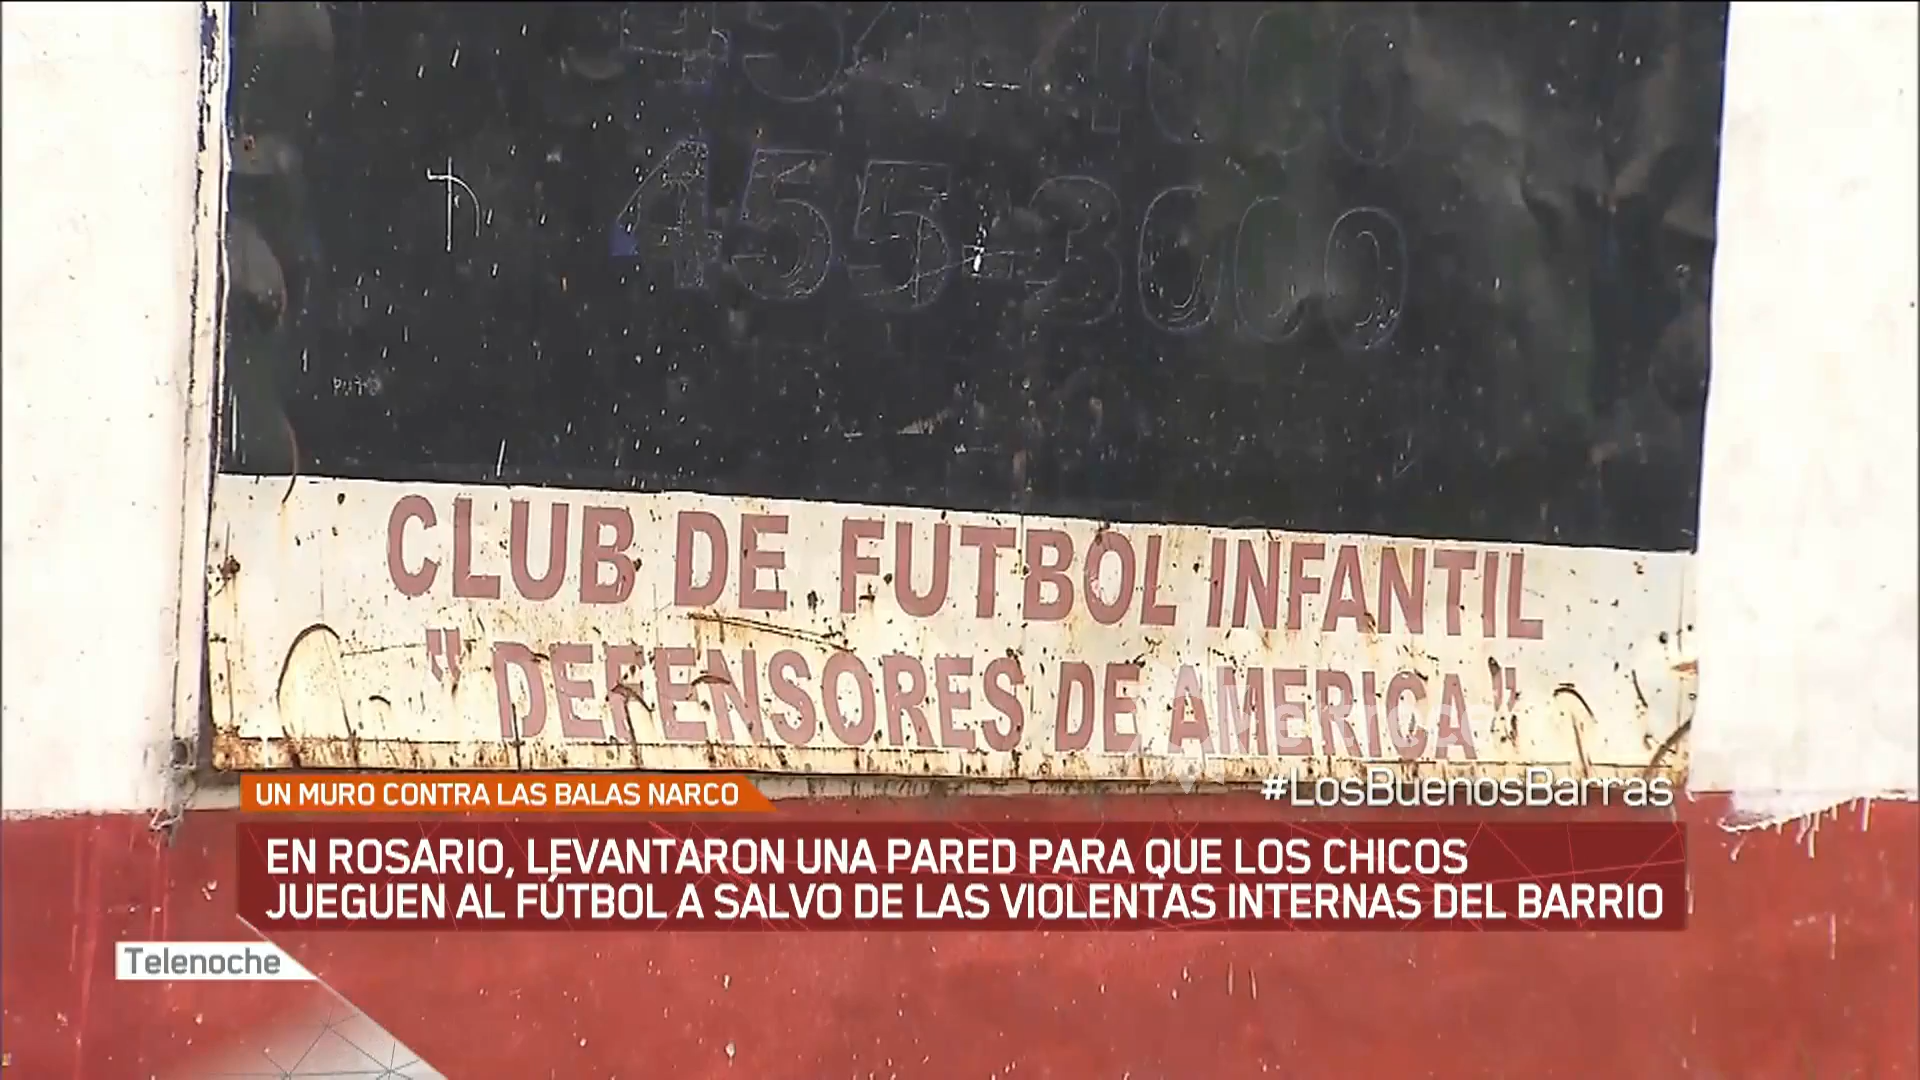 455-3000
PUTO
CLUB DE FUTBOL INFANTIL
"DEFENSORES DE AMERICA"
#LosBuenosBarras
UN MURO CONTRA LAS BALAS NARCO
EN ROSARIO, LEVANTARON UNA PARED PARA QUE LOS CHICOS
JUEGUEN AL FÚTBOL A SALVO DE LAS VIOLENTAS INTERNAS DEL BARRIO
Telenoche